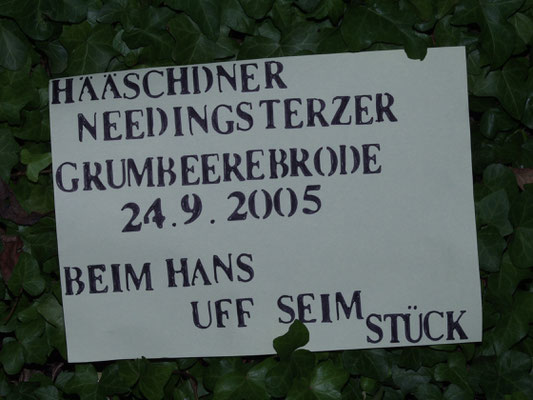 HÄÄSCHDNER
NEEDINGSTERZER
GRUMBEEREBRODE
24.9.2005
BEIM HANS
UFF SEIM STÜCK